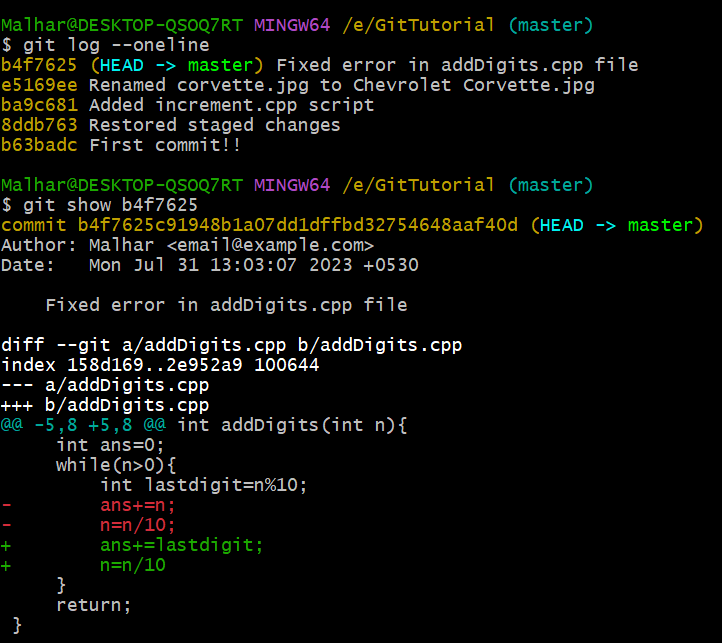 Malhar@DESKTOP-QSOQ7RT MINGW64 /e/GitTutorial (master)
$ git log --oneline
b4f7625 (HEAD -> master) Fixed error in addDigits.cpp file
e5169ee Renamed corvette.jpg to Chevrolet Corvette.jpg
ba9c681 Added increment.cpp script
8ddb763 Restored staged changes
b63badc First commit!!

Malhar@DESKTOP-QSOQ7RT MINGW64 /e/GitTutorial (master)
$ git show b4f7625
commit b4f7625c91948b1a07dd1dffbd32754648aaf40d (HEAD -> master)
Author: Malhar <email@example.com>
Date:   Mon Jul 31 13:03:07 2023 +0530

    Fixed error in addDigits.cpp file

diff --git a/addDigits.cpp b/addDigits.cpp
index 158d169..2e952a9 100644
--- a/addDigits.cpp
+++ b/addDigits.cpp
@@ -5,8 +5,8 @@ int addDigits(int n){
     int ans=0;
     while(n>0){
         int lastdigit=n%10;
-        ans+=n;
-        n=n/10;
+        ans+=lastdigit;
+        n=n/10
     }
     return;
 }